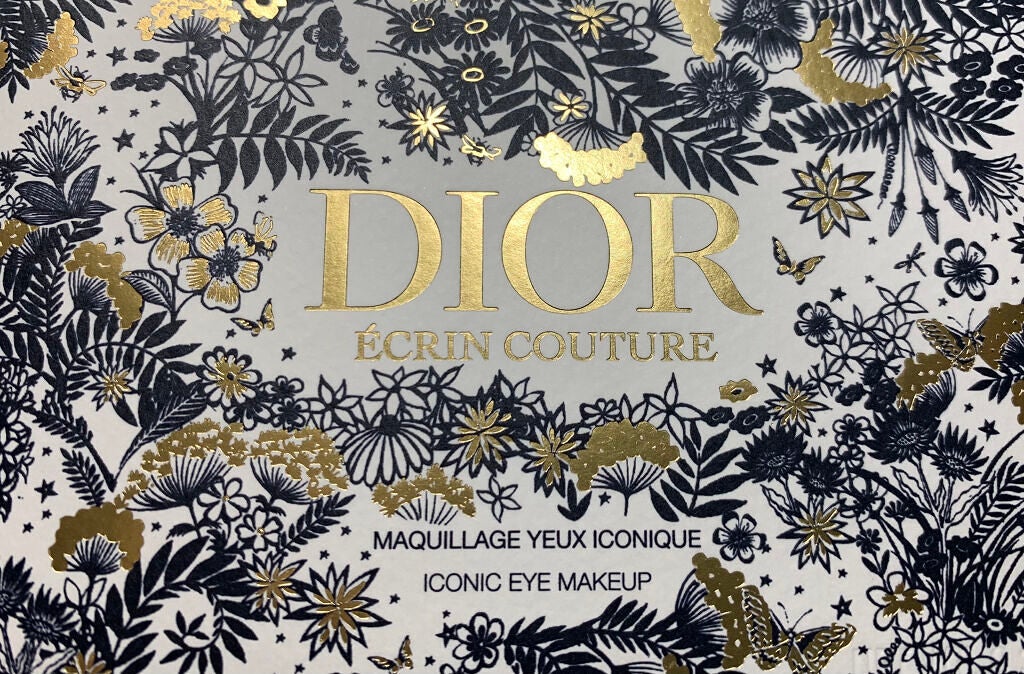 DIOR
ÉCRIN COUTURE
MAQUILLAGE YEUX ICONIQUE
ICONIC EYE MAKEUP